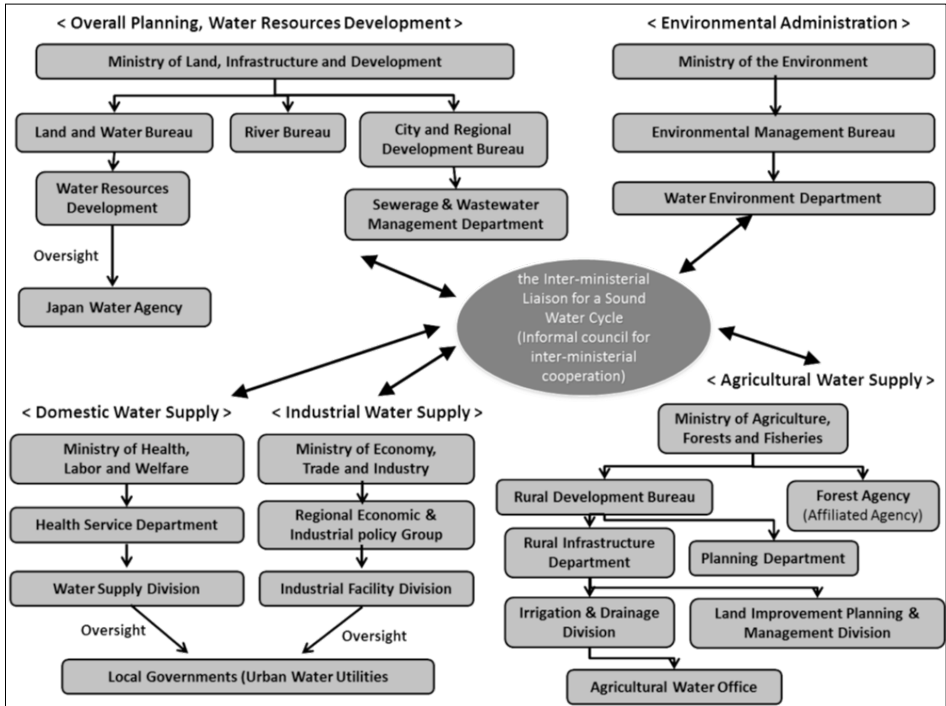 < Overall Planning, Water Resources Development >
Ministry of Land, Infrastructure and Development
Land and Water Bureau
River Bureau
City and Regional
Development Bureau
Water Resources
Development
Sewerage & Wastewater
Management Department
Oversight
Japan Water Agency
< Environmental Administration >
Ministry of the Environment
Environmental Management Bureau
Water Environment Department
the Inter-ministerial
Liaison for a Sound
Water Cycle
(Informal council for
inter-ministerial
cooperation)
< Domestic Water Supply >
Ministry of Health,
Labor and Welfare
Health Service Department
Water Supply Division
Oversight
< Industrial Water Supply >
Ministry of Economy,
Trade and Industry
Regional Economic &
Industrial policy Group
Industrial Facility Division
Oversight
Local Governments (Urban Water Utilities
< Agricultural Water Supply >
Ministry of Agriculture,
Forests and Fisheries
Rural Development Bureau
Forest Agency
(Affiliated Agency)
Rural Infrastructure
Department
Planning Department
Irrigation & Drainage
Division
Land Improvement Planning &
Management Division
Agricultural Water Office